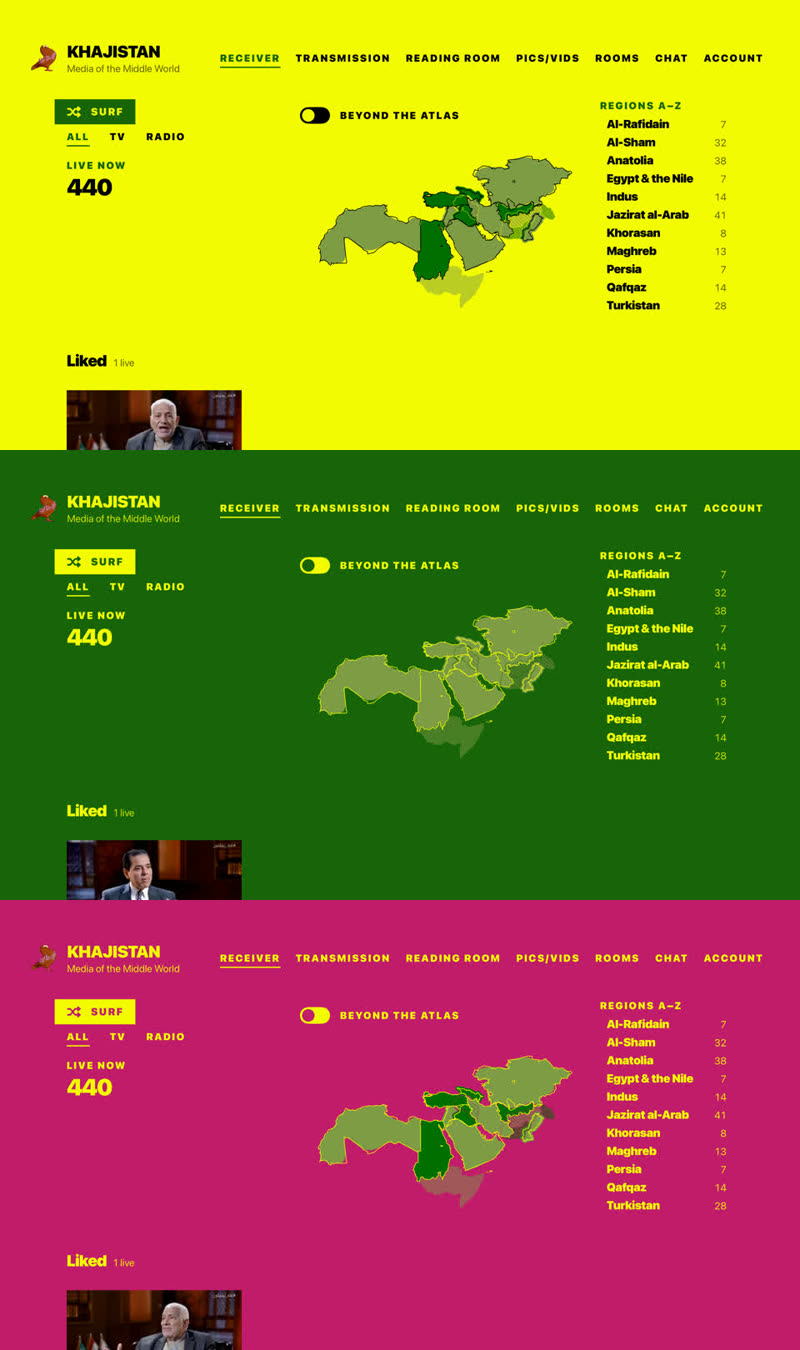 KHAJISTAN
Media of the Middle World
RECEIVER TRANSMISSION READING ROOM PICS/VIDS ROOMS CHAT ACCOUNT
SURF
ALL TV RADIO
LIVE NOW
440
BEYOND THE ATLAS
REGIONS A–Z
Al-Rafidain 7
Al-Sham 32
Anatolia 38
Egypt & the Nile 7
Indus 14
Jazirat al-Arab 41
Khorasan 8
Maghreb 13
Persia 7
Qafqaz 14
Turkistan 28
Liked 1 live
KHAJISTAN
Media of the Middle World
RECEIVER TRANSMISSION READING ROOM PICS/VIDS ROOMS CHAT ACCOUNT
SURF
ALL TV RADIO
LIVE NOW
440
BEYOND THE ATLAS
REGIONS A–Z
Al-Rafidain 7
Al-Sham 32
Anatolia 38
Egypt & the Nile 7
Indus 14
Jazirat al-Arab 41
Khorasan 8
Maghreb 13
Persia 7
Qafqaz 14
Turkistan 28
Liked 1 live
KHAJISTAN
Media of the Middle World
RECEIVER TRANSMISSION READING ROOM PICS/VIDS ROOMS CHAT ACCOUNT
SURF
ALL TV RADIO
LIVE NOW
440
BEYOND THE ATLAS
REGIONS A–Z
Al-Rafidain 7
Al-Sham 32
Anatolia 38
Egypt & the Nile 7
Indus 14
Jazirat al-Arab 41
Khorasan 8
Maghreb 13
Persia 7
Qafqaz 14
Turkistan 28
Liked 1 live